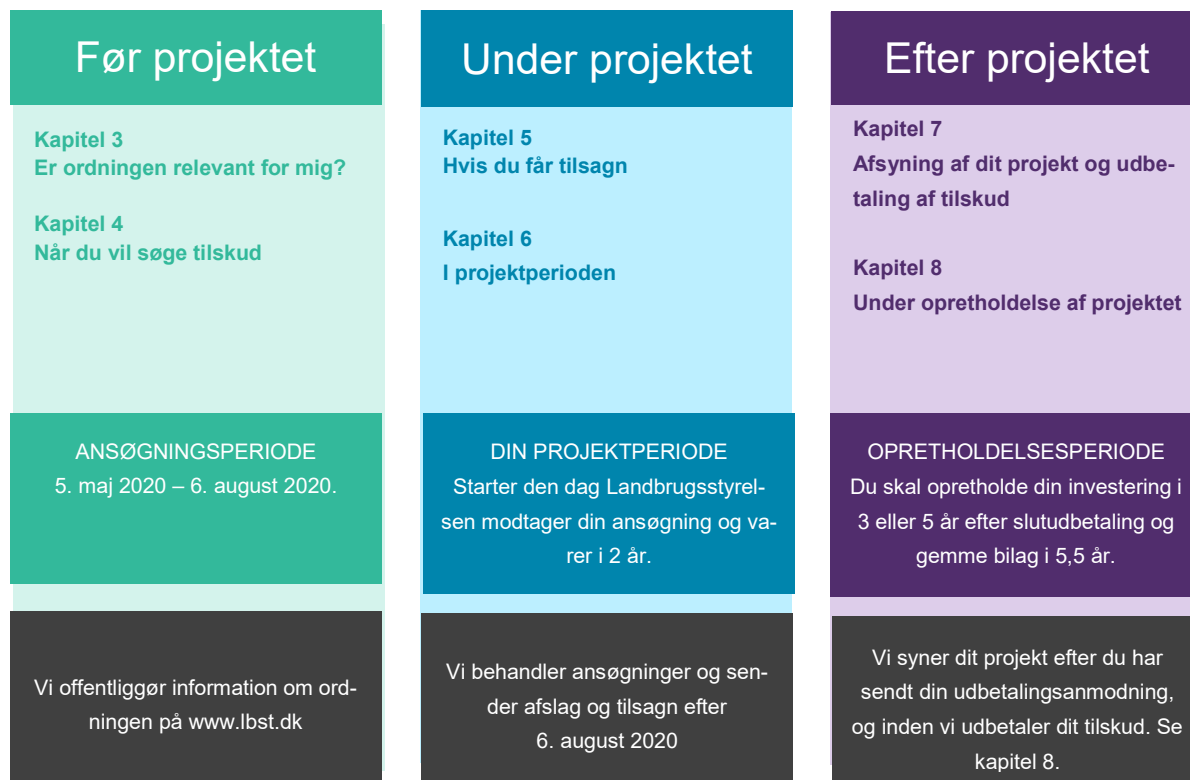 Før projektet
Kapitel 3
Er ordningen relevant for mig?
Kapitel 4
Når du vil søge tilskud
ANSØGNINGSPERIODE
5. maj 2020 – 6. august 2020.
Vi offentliggør information om ord-
ningen på www.lbst.dk
Under projektet
Kapitel 5
Hvis du får tilsagn
Kapitel 6
I projektperioden
DIN PROJEKTPERIODE
Starter den dag Landbrugsstyrel-
sen modtager din ansøgning og va-
rer i 2 år.
Vi behandler ansøgninger og sen-
der afslag og tilsagn efter
6. august 2020
Efter projektet
Kapitel 7
Afsyning af dit projekt og udbe-
taling af tilskud
Kapitel 8
Under opretholdelse af projektet
OPRETHOLDELSESPERIODE
Du skal opretholde din investering i
3 eller 5 år efter slutudbetaling og
gemme bilag i 5,5 år.
Vi syner dit projekt efter du har
sendt din udbetalingsanmodning,
og inden vi udbetaler dit tilskud. Se
kapitel 8.